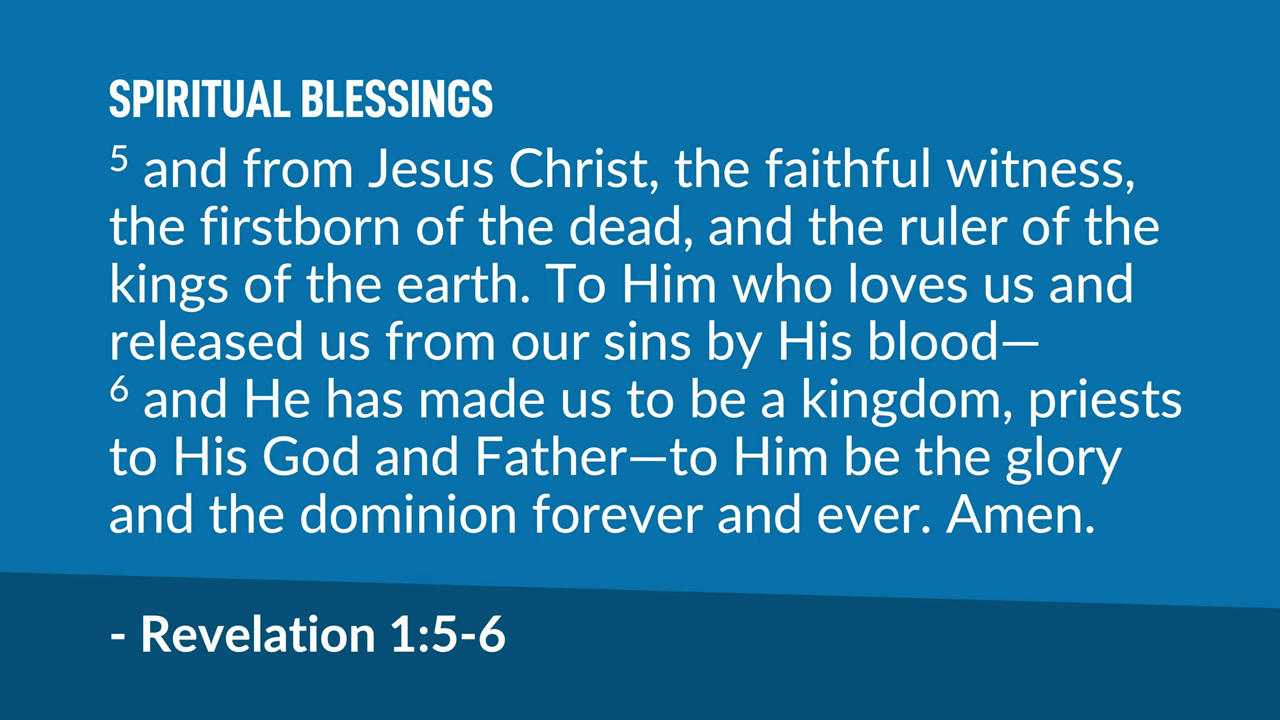 SPIRITUAL BLESSINGS
5 and from Jesus Christ, the faithful witness,
the firstborn of the dead, and the ruler of the
kings of the earth. To Him who loves us and
released us from our sins by His blood—
6 and He has made us to be a kingdom, priests
to His God and Father—to Him be the glory
and the dominion forever and ever. Amen.
- Revelation 1:5-6